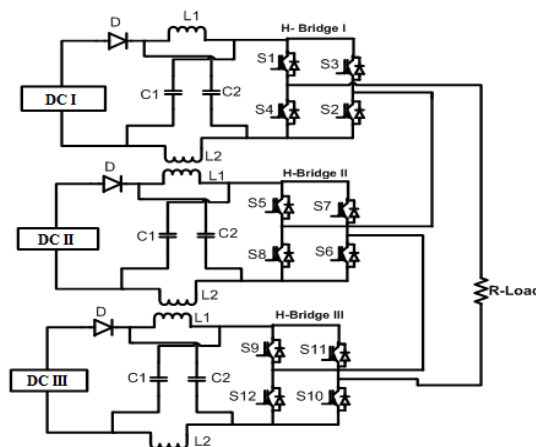 D
L1
H- Bridge I
S1
S3
DC I
C1
C2
S4
S2
L2
D
L1
H-Bridge II
S5
S7
DC II
C1
C2
S8
S6
R-Load
L2
D
L1
H-Bridge III
S9
S11
DC III
C1
C2
S12
S10
L2